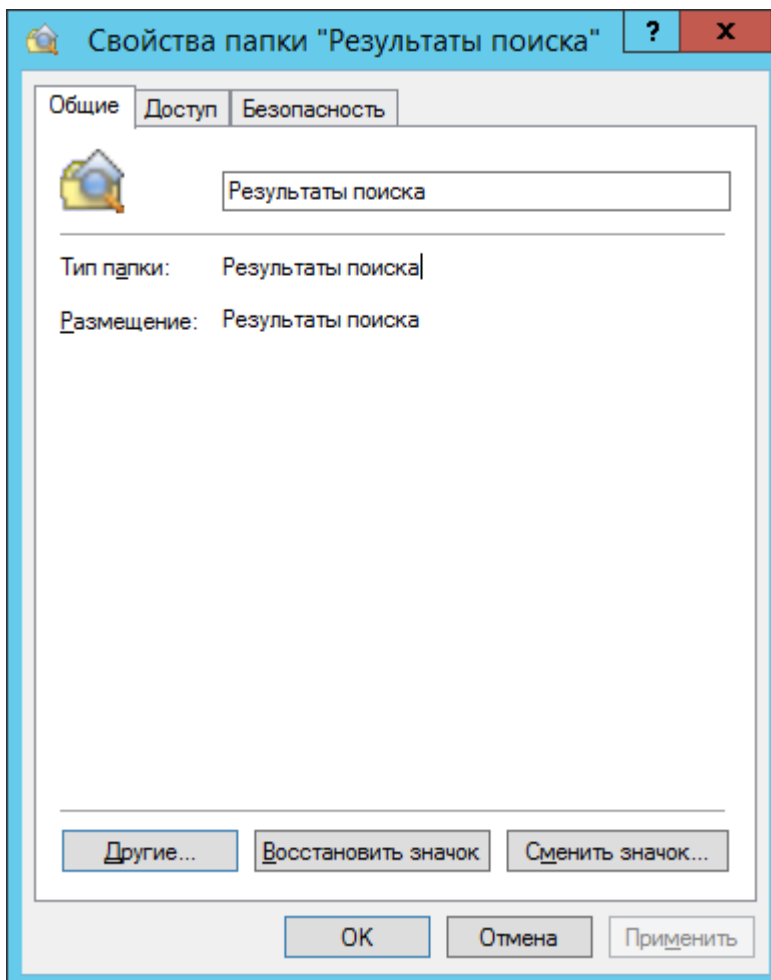 Свойства папки "Результаты поиска" ? x
Общие Доступ Безопасность
Результаты поиска
Тип папки: Результаты поиска
Размещение: Результаты поиска
Другие... Восстановить значок Сменить значок...
OK Отмена Применить